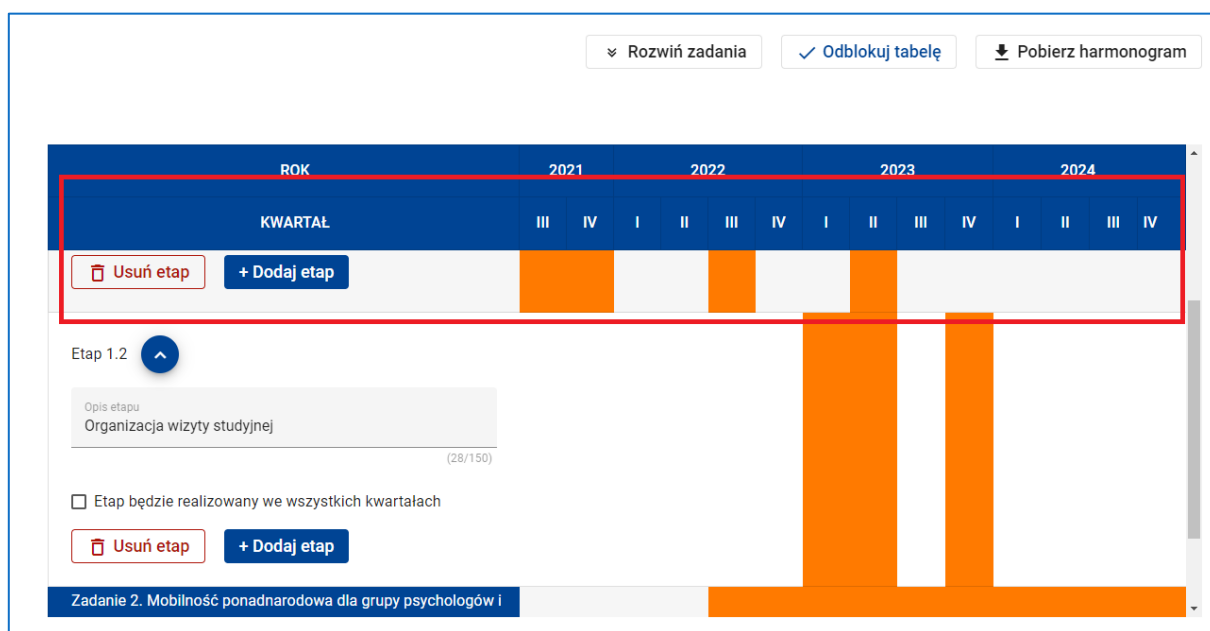 Rozwiń zadania Odblokuj tabelę Pobierz harmonogram
ROK 2021 2022 2023 2024
KWARTAŁ III IV I II III IV I II III IV I II III IV
Usuń etap + Dodaj etap
Etap 1.2
Opis etapu
Organizacja wizyty studyjnej
(28/150)
Etap będzie realizowany we wszystkich kwartałach
Usuń etap + Dodaj etap
Zadanie 2. Mobilność ponadnarodowa dla grupy psychologów i